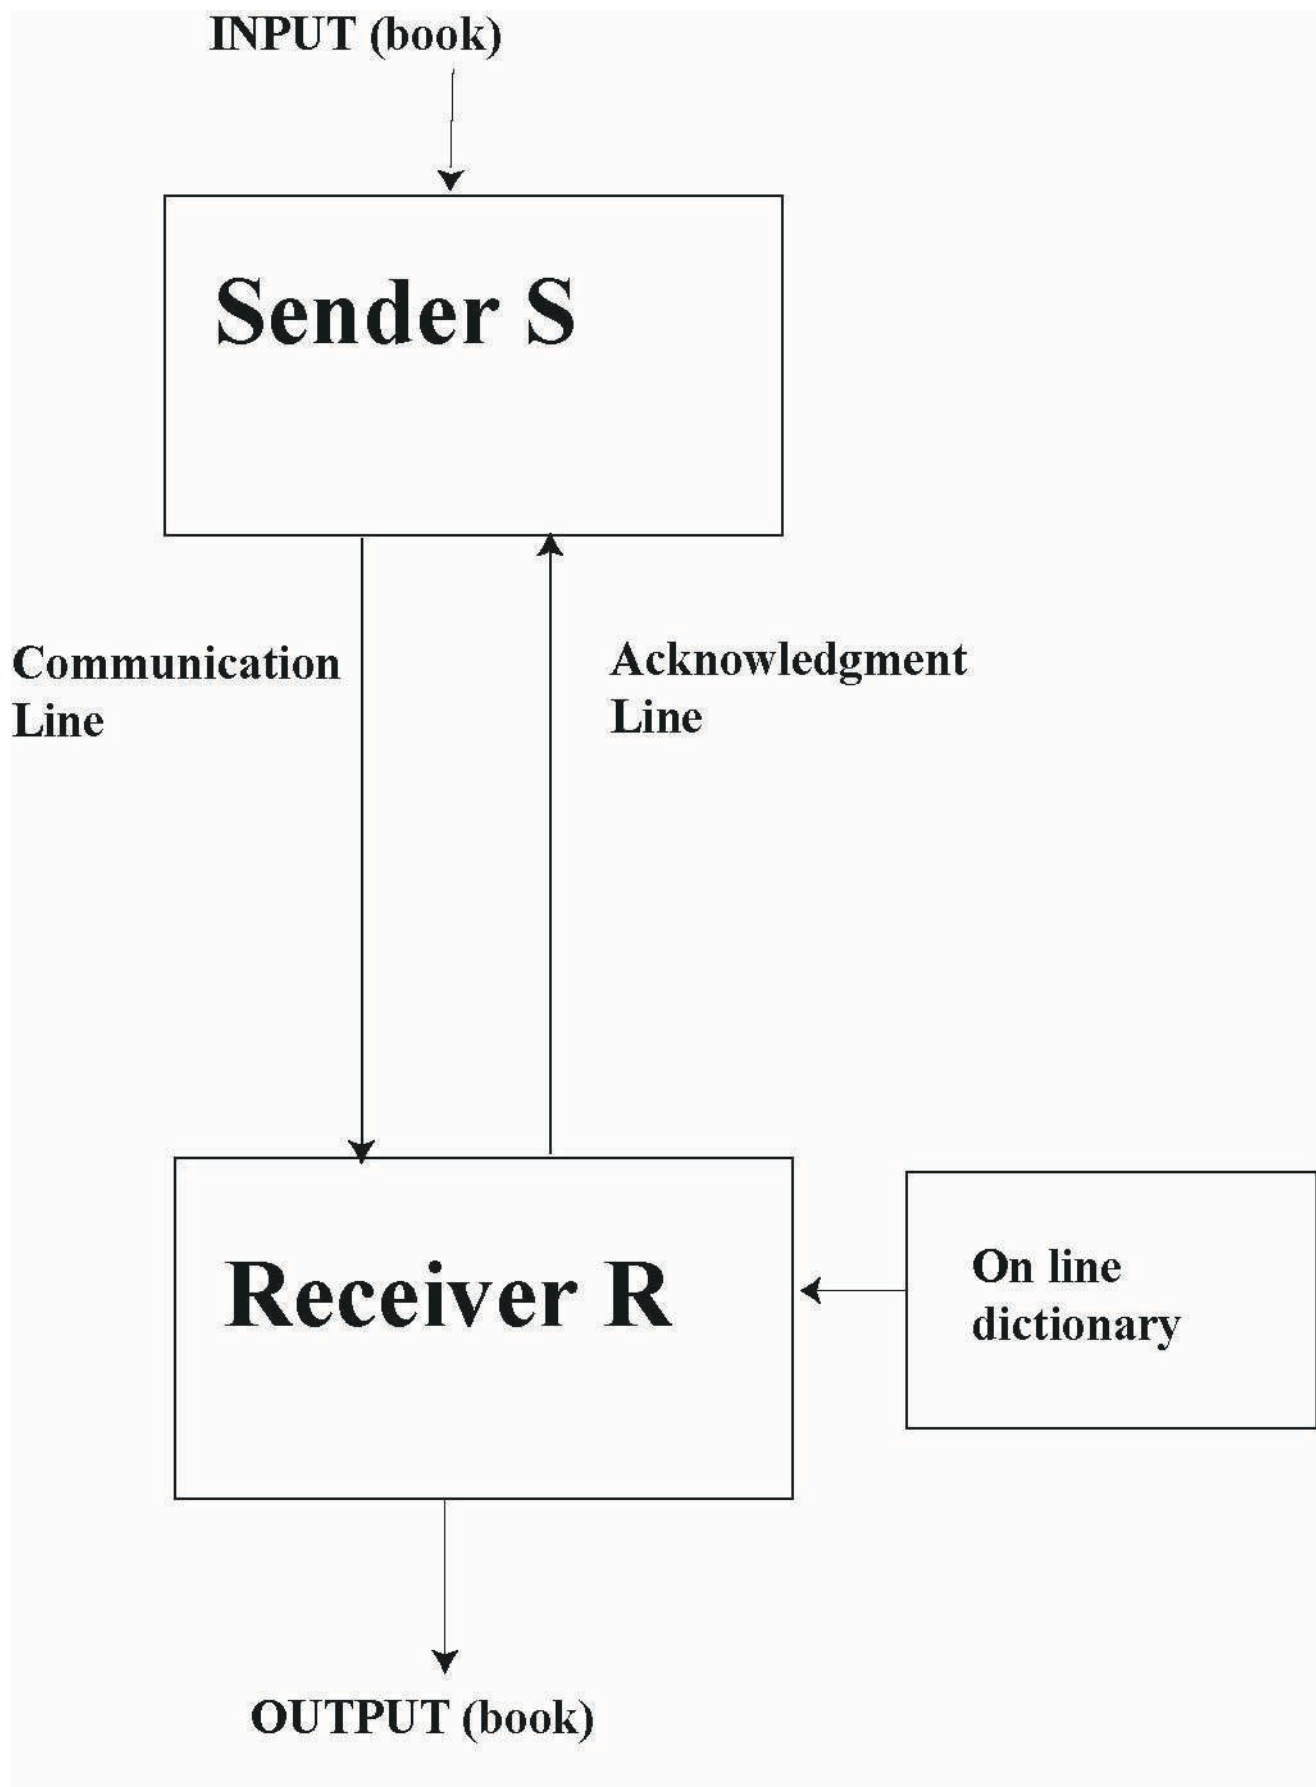 INPUT (book)
Sender S
Communication
Line
Acknowledgment
Line
Receiver R
On line
dictionary
OUTPUT (book)